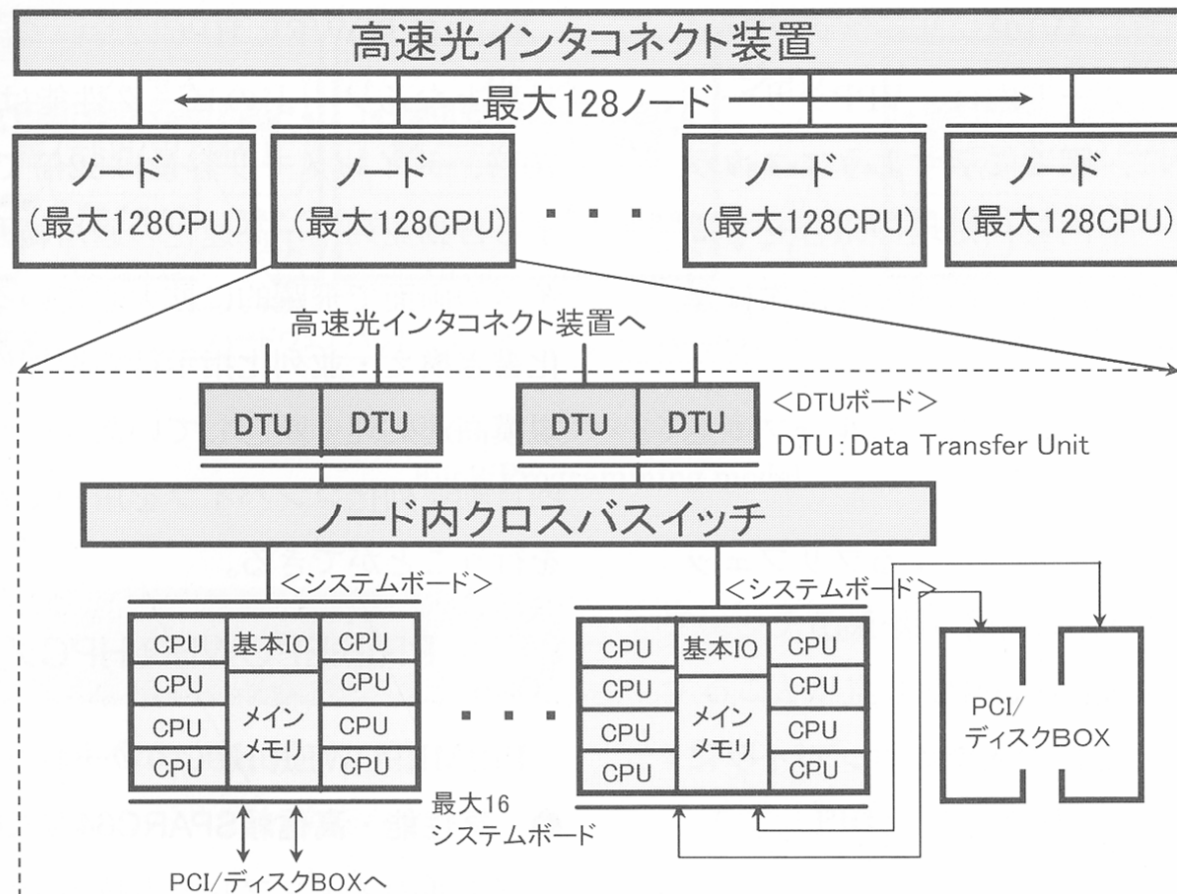 高速光インタコネクト装置
最大128ノード
ノード
(最大128CPU)
ノード
(最大128CPU)
・・・
ノード
(最大128CPU)
ノード
(最大128CPU)
高速光インタコネクト装置へ
DTU
DTU
DTU
DTU
<DTUボード>
DTU:Data Transfer Unit
ノード内クロスバスイッチ
<システムボード>
<システムボード>
CPU
CPU
CPU
CPU
基本IO
メイン
メモリ
CPU
CPU
CPU
CPU
・・・
CPU
CPU
CPU
CPU
基本IO
メイン
メモリ
CPU
CPU
CPU
CPU
PCI/
ディスクBOX
最大16
システムボード
PCI/ディスクBOXへ